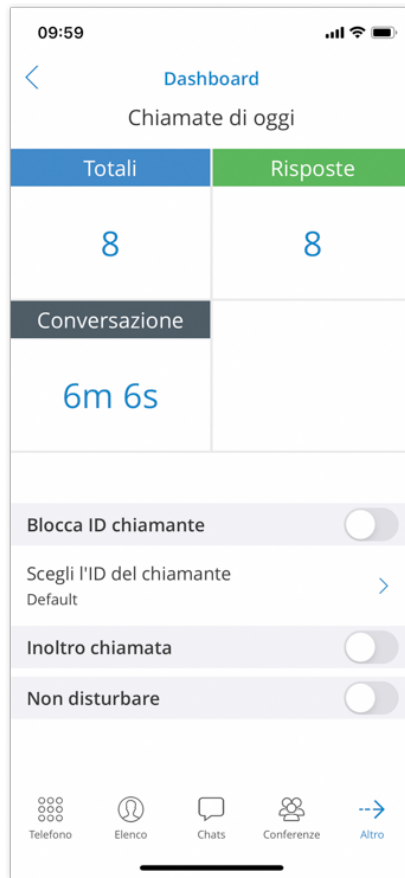 09:59
Dashboard
Chiamate di oggi
Totali Risposte
8 8
Conversazione
6m 6s
Blocca ID chiamante
Scegli l'ID del chiamante
Default
Inoltro chiamata
Non disturbare
Telefono Elenco Chats Conferenze Altro